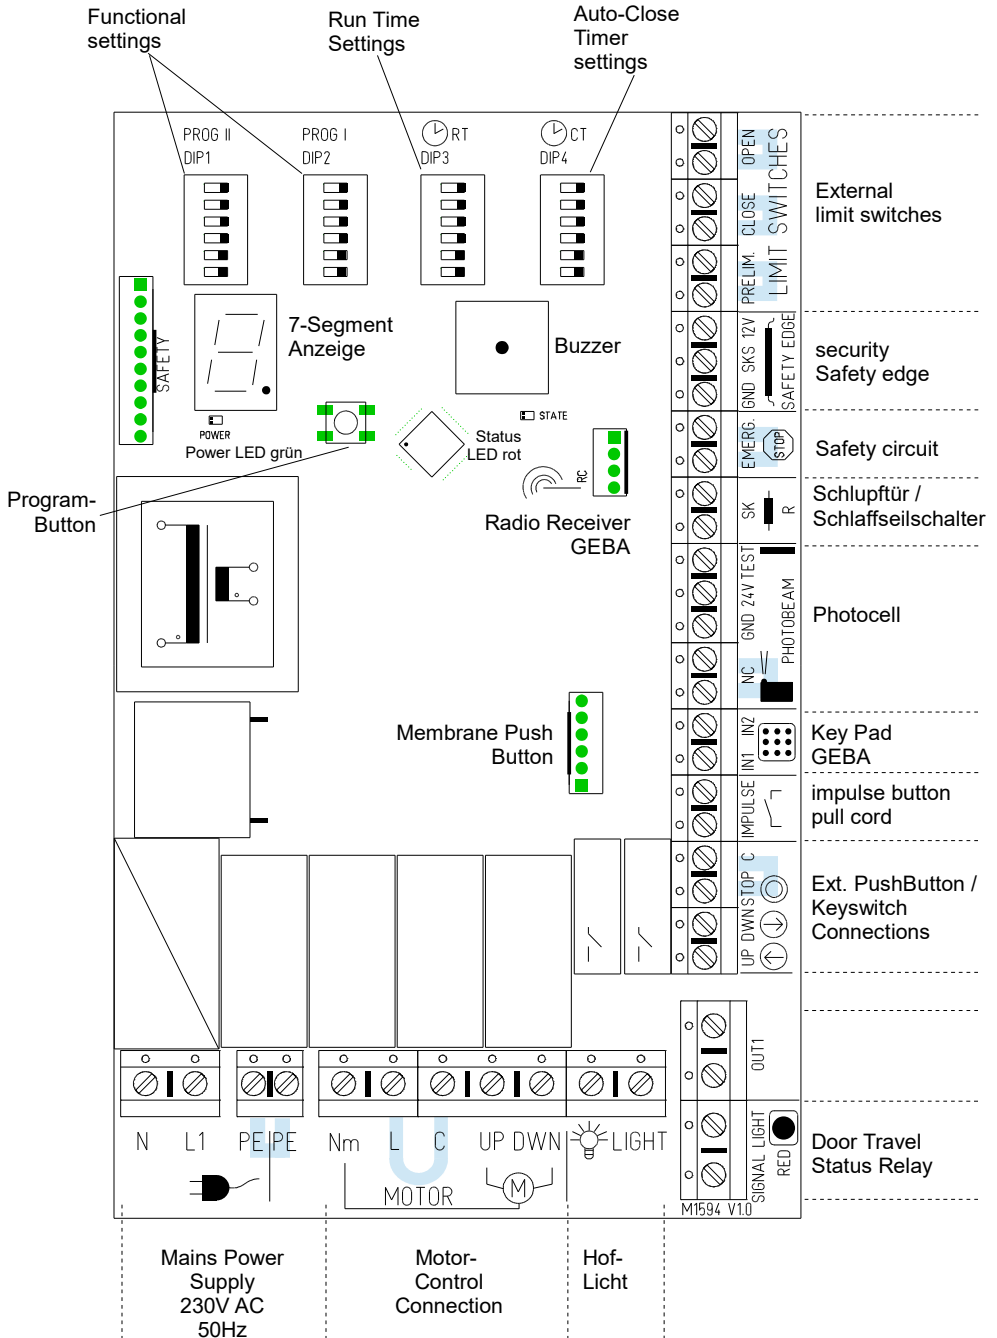 Functional
settings
Run Time
Settings
Auto-Close
Timer
settings
PROG II
DIP1
PROG I
DIP2
RT
DIP3
CT
DIP4
OPEN
CLOSE
PRELIM.
LIMIT SWITCHES
External
limit switches
SAFETY
7-Segment
Anzeige
Buzzer
GND SKS 12V
SAFETY EDGE
security
Safety edge
POWER
Power LED grün
STATE
Status
LED rot
RC
EMERG.
STOP
Safety circuit
Program-
Button
Radio Receiver
GEBA
SK
R
Schlupftür /
Schlaffseilschalter
GND 24V TEST
NC
PHOTOBEAM
Photocell
Membrane Push
Button
IN1 IN2
Key Pad
GEBA
IMPULSE
impulse button
pull cord
UP DWN STOP C
Ext. PushButton /
Keyswitch
Connections
OUT1
N L1 PE PE Nm L C UP DWN LIGHT
MOTOR
M
SIGNAL LIGHT
RED
M1594 V1.0
Door Travel
Status Relay
Mains Power
Supply
230V AC
50Hz
Motor-
Control
Connection
Hof-
Licht